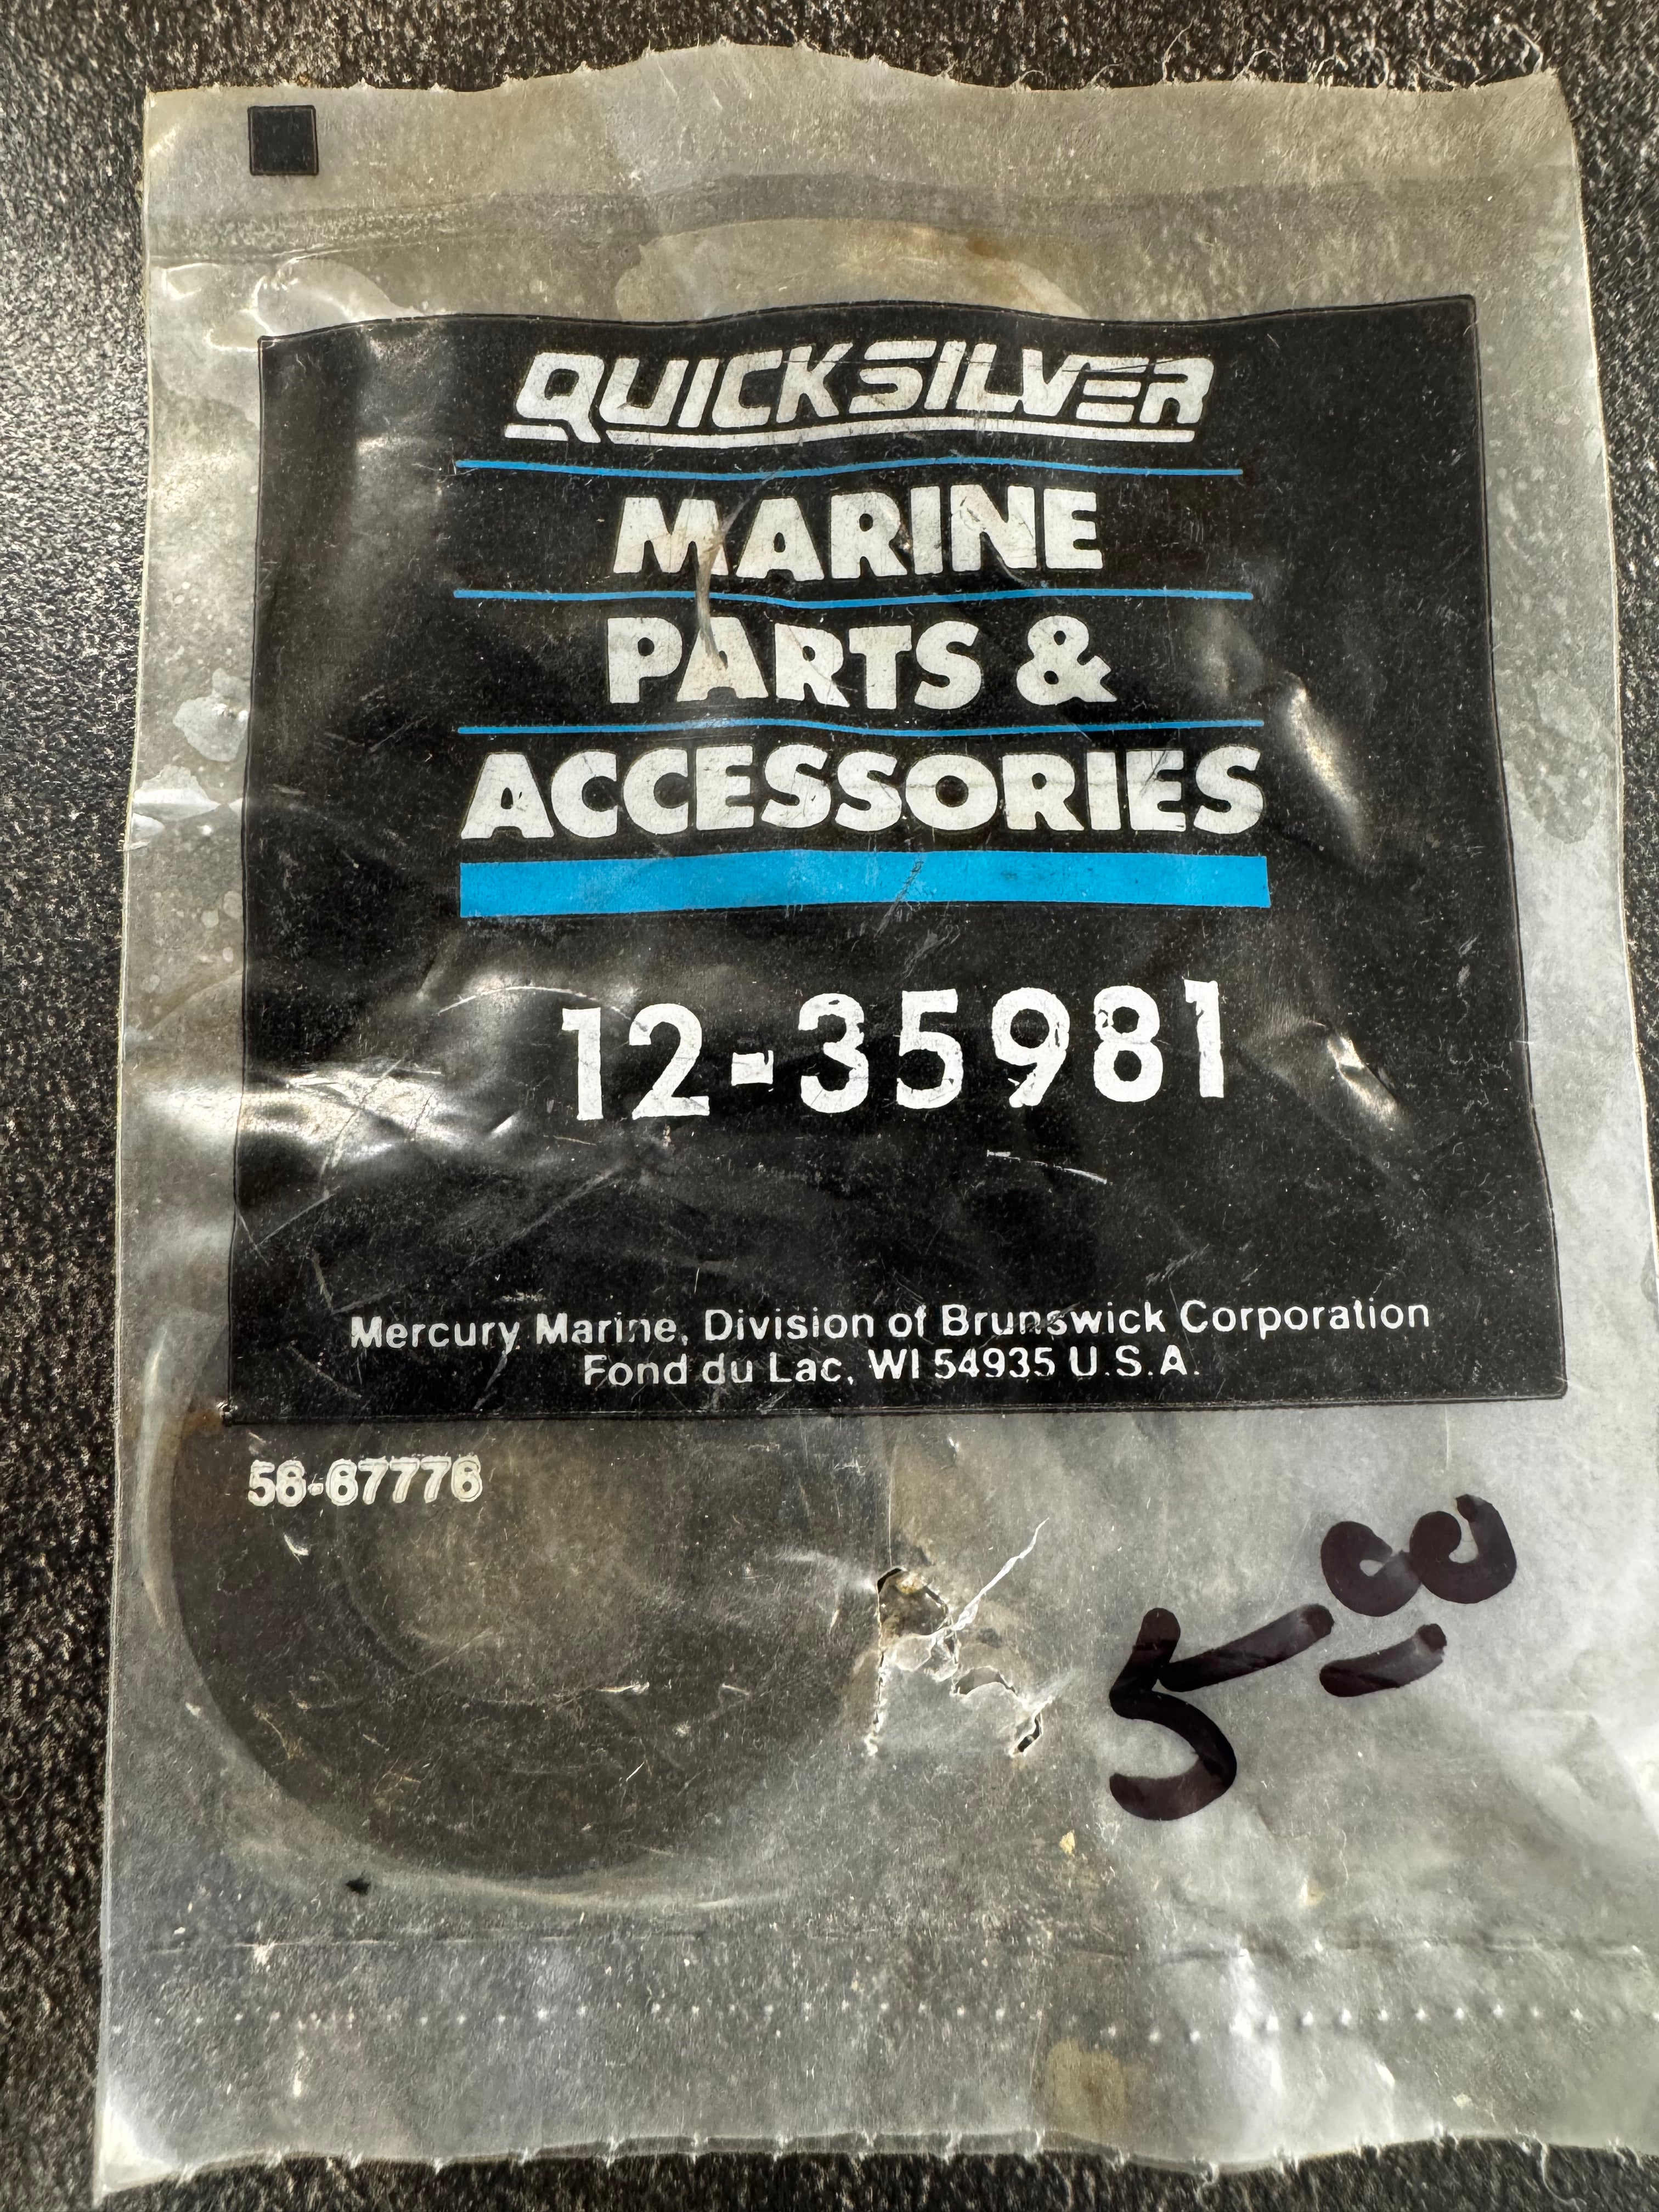 QUICKSILVER
MARINE
PARTS &
ACCESSORIES
12-35981
Mercury Marine, Division of Brunswick Corporation
Fond du Lac, WI 54935 U.S.A.
56-67776
5.00